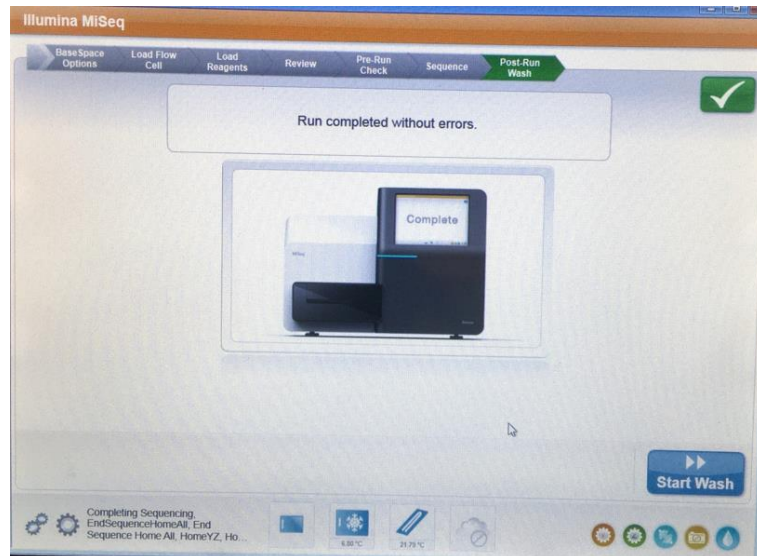 Illumina MiSeq
BaseSpace
Options
Load Flow
Cell
Load
Reagents
Review
Pre-Run
Check
Sequence
Post-Run
Wash
Run completed without errors.
Complete
Start Wash
Completing Sequencing,
EndSequenceHomeAll, End
Sequence Home All, HomeYZ, Ho...